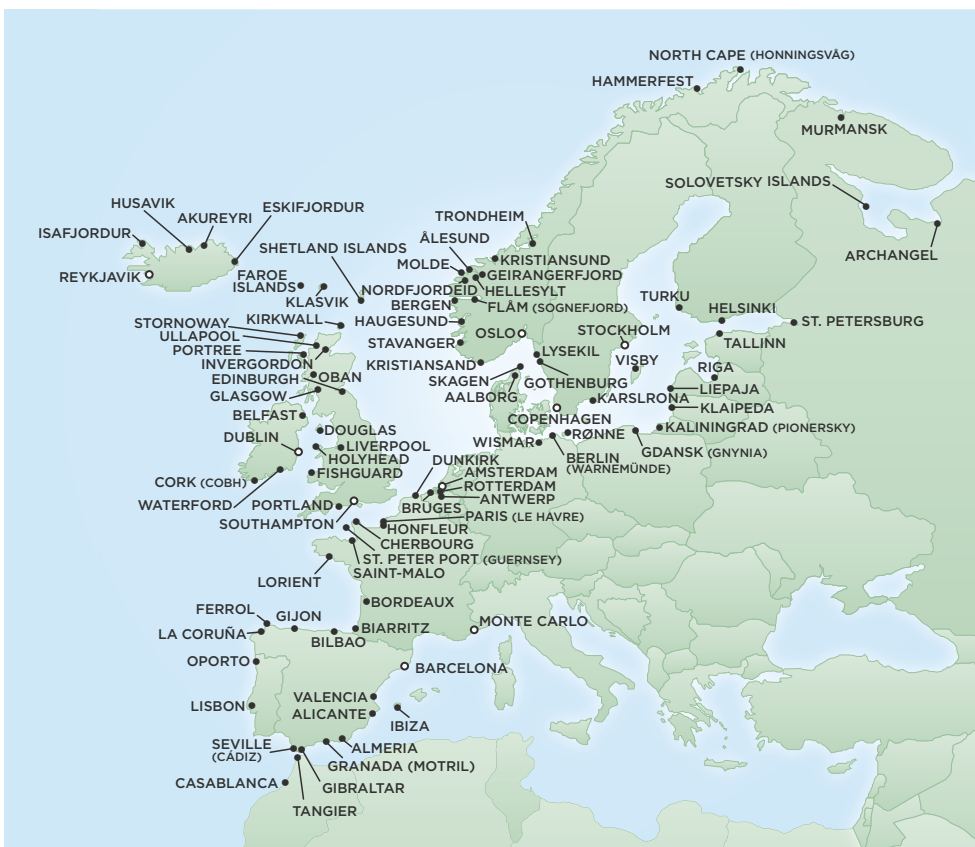 NORTH CAPE (HONNINGSVÅG)
HAMMERFEST
MURMANSK
SOLOVETSKY ISLANDS
ARCHANGEL
HUSAVIK
AKUREYRI
ESKIFJORDUR
ISAFJORDUR
REYKJAVIK
SHETLAND ISLANDS
FAROE
ISLANDS
KLASVIK
KIRKWALL
TRONDHEIM
ÅLESUND
MOLDE
KRISTIANSUND
GEIRANGERFJORD
HELLESYLT
NORDFJORDEID
BERGEN
FLÅM (SOGNEFJORD)
HAUGESUND
STAVANGER
OSLO
KRISTIANSAND
SKAGEN
AALBORG
LYSEKIL
GOTHENBURG
STOCKHOLM
VISBY
TURKU
HELSINKI
ST. PETERSBURG
TALLINN
RIGA
LIEPAJA
KLAIPEDA
KARSLRONA
COPENHAGEN
KALININGRAD (PIONERSKY)
RØNNE
WISMAR
BERLIN
(WARNEMÜNDE)
GDANSK (GNYNIA)
STORNOWAY
ULLAPOOL
PORTREE
INVERGORDON
EDINBURGH
OBAN
GLASGOW
BELFAST
DOUGLAS
DUBLIN
LIVERPOOL
HOLYHEAD
FISHGUARD
CORK (COBH)
WATERFORD
PORTLAND
SOUTHAMPTON
DUNKIRK
AMSTERDAM
ROTTERDAM
ANTWERP
BRUGES
PARIS (LE HAVRE)
HONFLEUR
CHERBOURG
ST. PETER PORT (GUERNSEY)
SAINT-MALO
LORIENT
BORDEAUX
FERROL
GIJON
LA CORUÑA
BILBAO
BIARRITZ
MONTE CARLO
OPORTO
BARCELONA
LISBON
VALENCIA
ALICANTE
IBIZA
SEVILLE
(CÁDIZ)
ALMERIA
GRANADA (MOTRIL)
CASABLANCA
GIBRALTAR
TANGIER